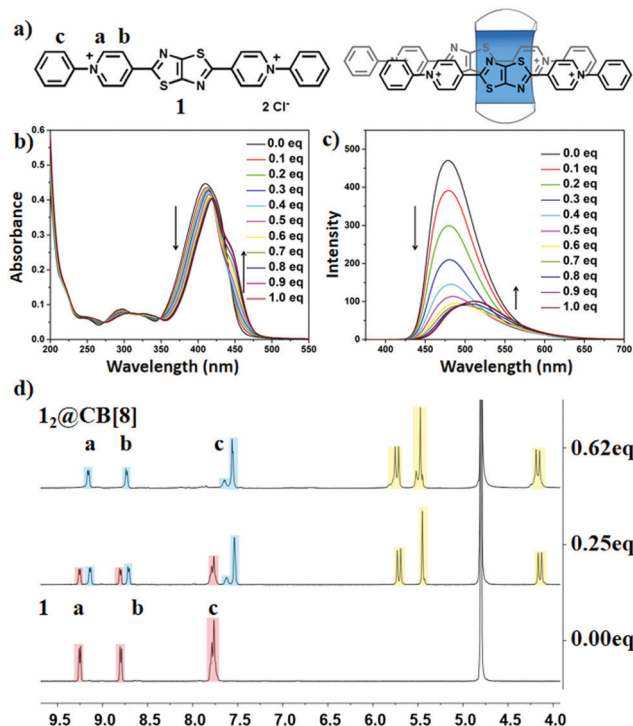 a)
c a b
+
N
S
N
N
S
N
+
1
2 Cl⁻
N
S
N
+
N
S
N
S
N
+
b)
0.6
0.5
0.4
0.3
0.2
0.1
0.0
Absorbance
200 250 300 350 400 450 500 550
Wavelength (nm)
0.0 eq
0.1 eq
0.2 eq
0.3 eq
0.4 eq
0.5 eq
0.6 eq
0.7 eq
0.8 eq
0.9 eq
1.0 eq
c)
500
400
300
200
100
0
Intensity
400 450 500 550 600 650 700
Wavelength (nm)
0.0 eq
0.1 eq
0.2 eq
0.3 eq
0.4 eq
0.5 eq
0.6 eq
0.7 eq
0.8 eq
0.9 eq
1.0 eq
d)
1₂@CB[8]
a b c
0.62eq
0.25eq
1 a b c
0.00eq
9.5 9.0 8.5 8.0 7.5 7.0 6.5 6.0 5.5 5.0 4.5 4.0